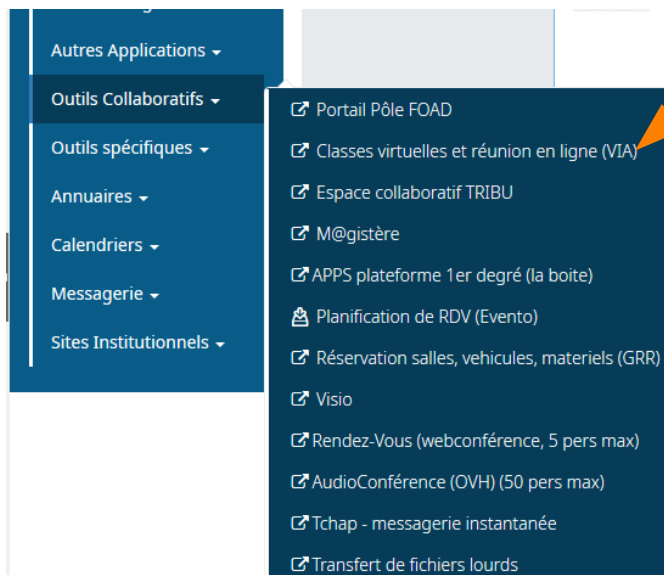 Autres Applications
Outils Collaboratifs
Outils spécifiques
Annuaires
Calendriers
Messagerie
Sites Institutionnels
Portail Pôle FOAD
Classes virtuelles et réunion en ligne (VIA)
Espace collaboratif TRIBU
M@gistère
APPS plateforme 1er degré (la boite)
Planification de RDV (Evento)
Réservation salles, vehicules, materiels (GRR)
Visio
Rendez-Vous (webconférence, 5 pers max)
AudioConférence (OVH) (50 pers max)
Tchap - messagerie instantanée
Transfert de fichiers lourds